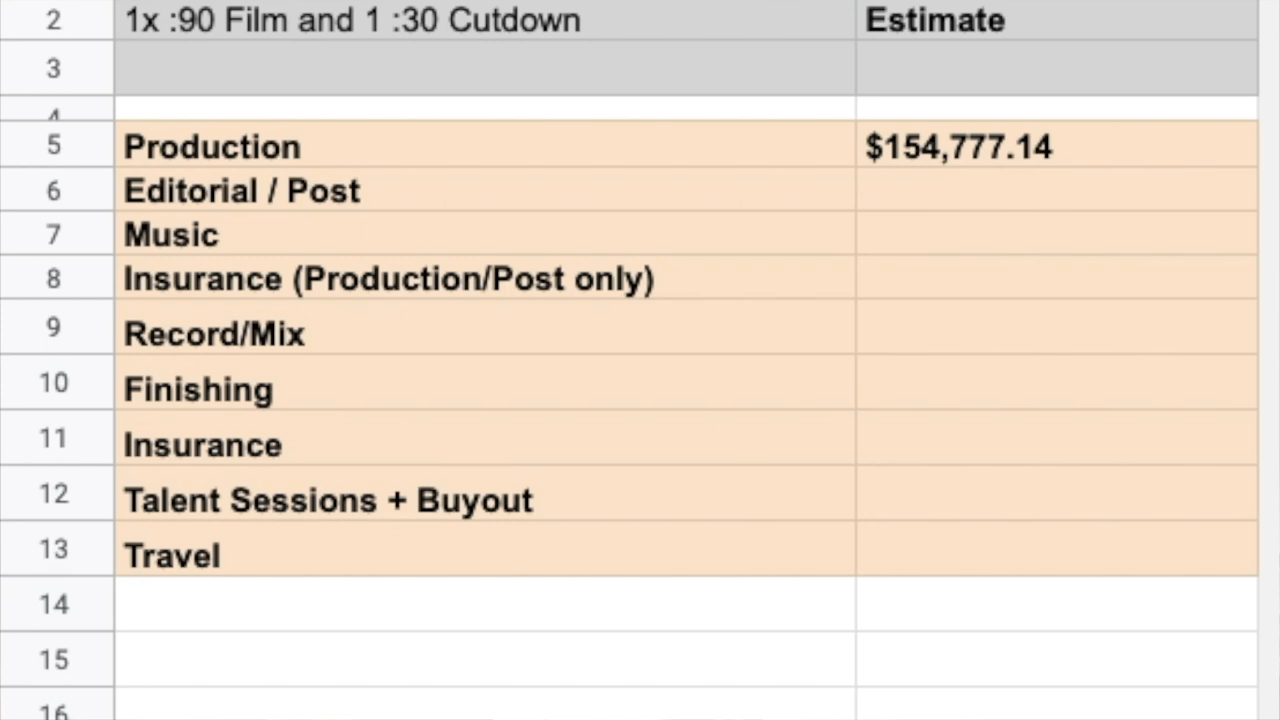 2 1x :90 Film and 1 :30 Cutdown Estimate
3
4
5 Production $154,777.14
6 Editorial / Post
7 Music
8 Insurance (Production/Post only)
9 Record/Mix
10 Finishing
11 Insurance
12 Talent Sessions + Buyout
13 Travel
14
15
16